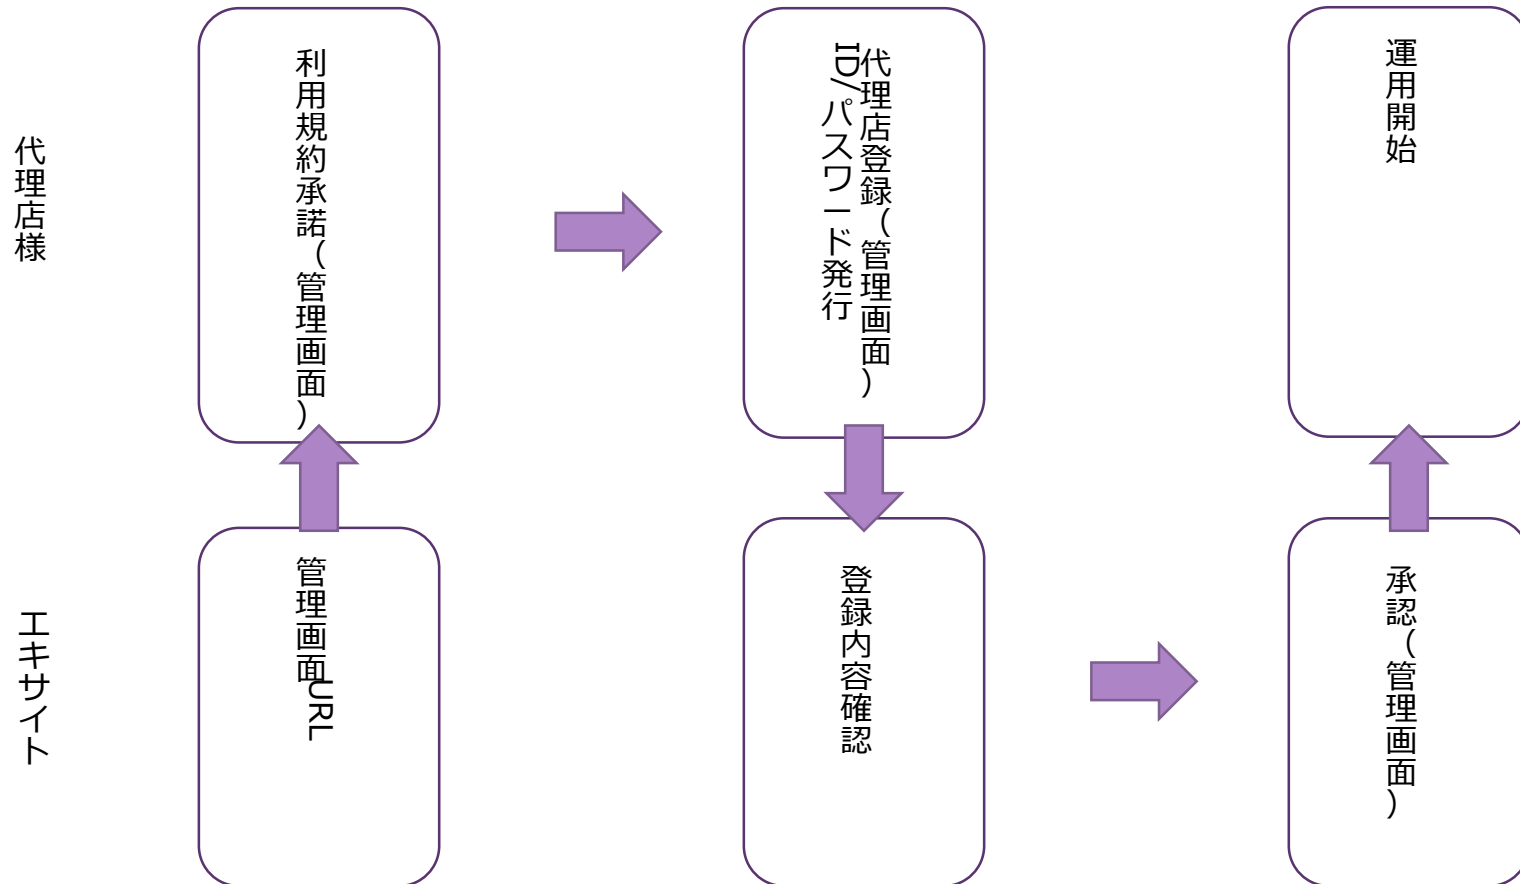 代理店様
利用規約承諾（管理画面）
代理店登録（管理画面）
ID/パスワード発行
運用開始
エキサイト
管理画面URL
登録内容確認
承認（管理画面）